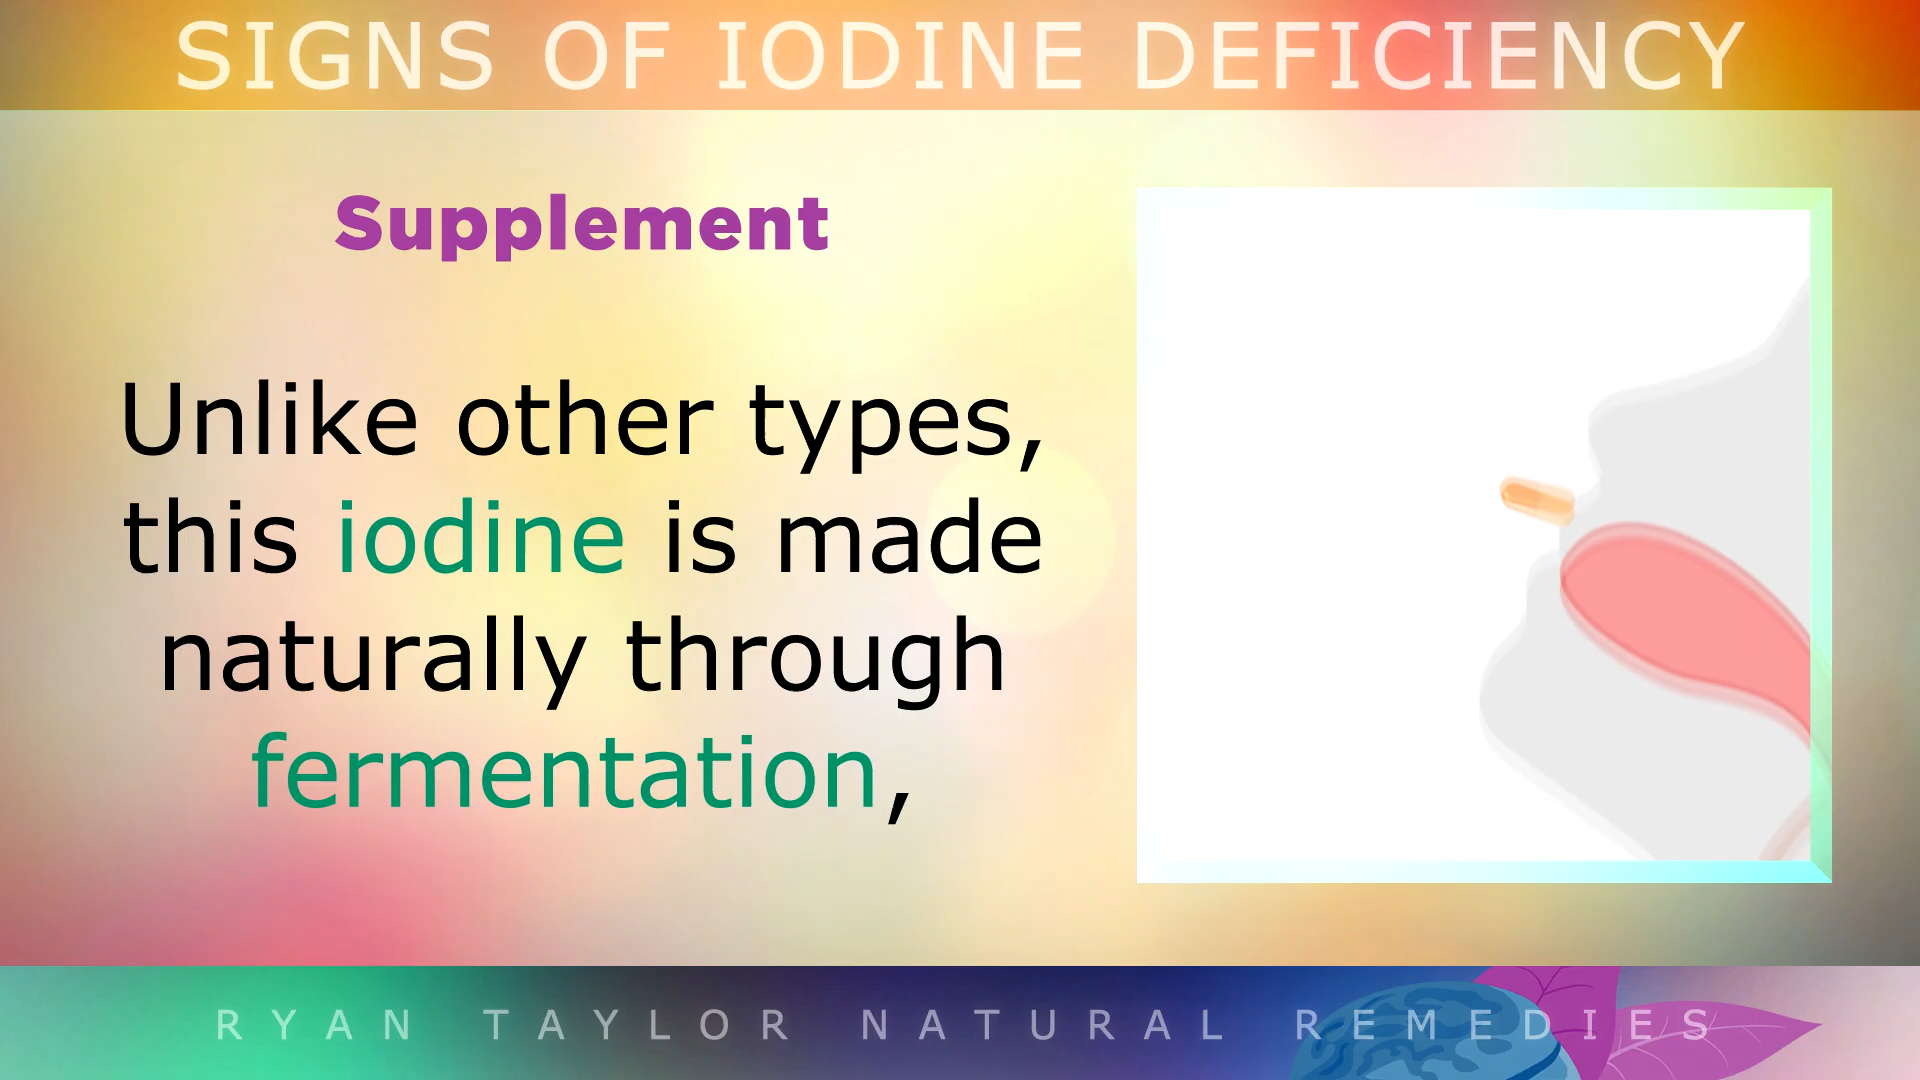 SIGNS OF IODINE DEFICIENCY
Supplement
Unlike other types,
this iodine is made
naturally through
fermentation,
RYAN TAYLOR NATURAL REMEDIES